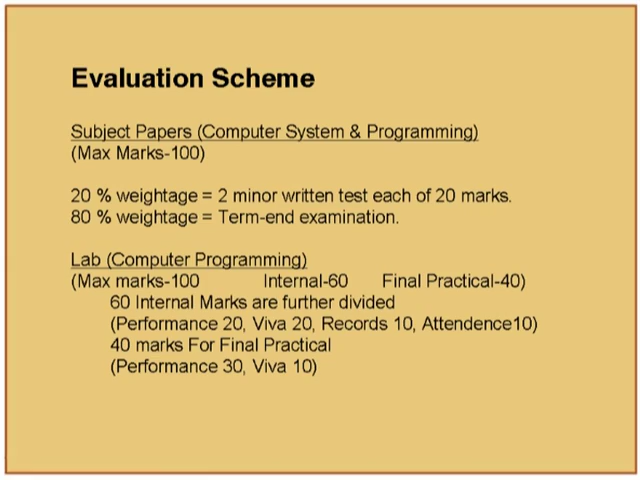 Evaluation Scheme
Subject Papers (Computer System & Programming)
(Max Marks-100)
20 % weightage = 2 minor written test each of 20 marks.
80 % weightage = Term-end examination.
Lab (Computer Programming)
(Max marks-100 Internal-60 Final Practical-40)
60 Internal Marks are further divided
(Performance 20, Viva 20, Records 10, Attendence10)
40 marks For Final Practical
(Performance 30, Viva 10)